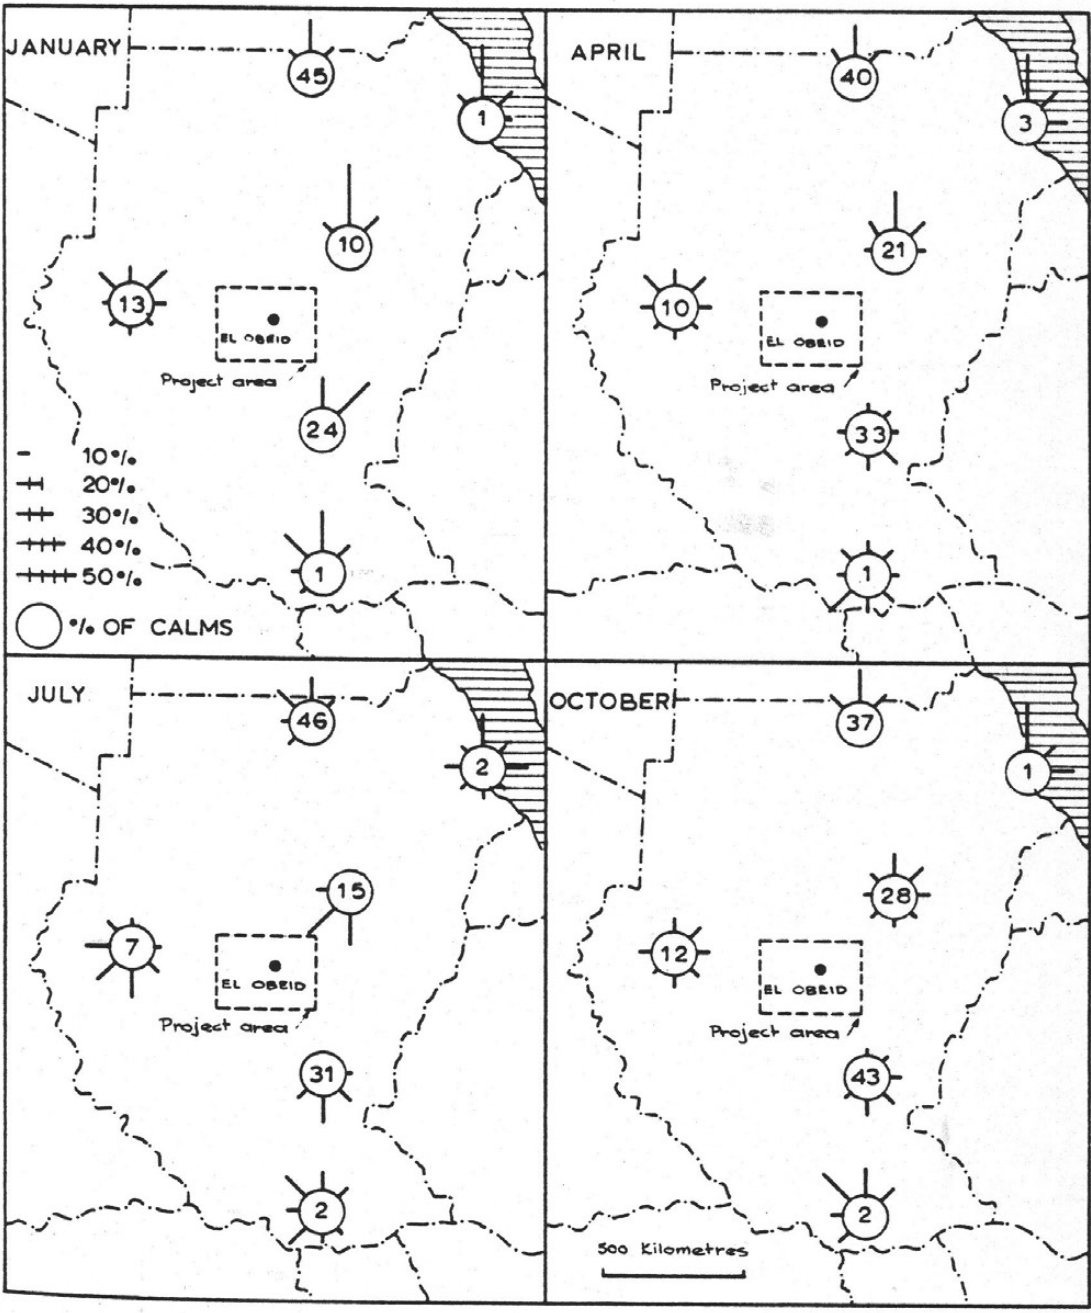 JANUARY
45
1
10
13
EL OBEID
Project area
24
10%
20%
30%
40%
50%
1
% OF CALMS
APRIL
40
3
21
10
EL OBEID
Project area
33
1
JULY
46
2
15
7
EL OBEID
Project area
31
2
OCTOBER
37
1
28
12
EL OBEID
Project area
43
2
500 Kilometres